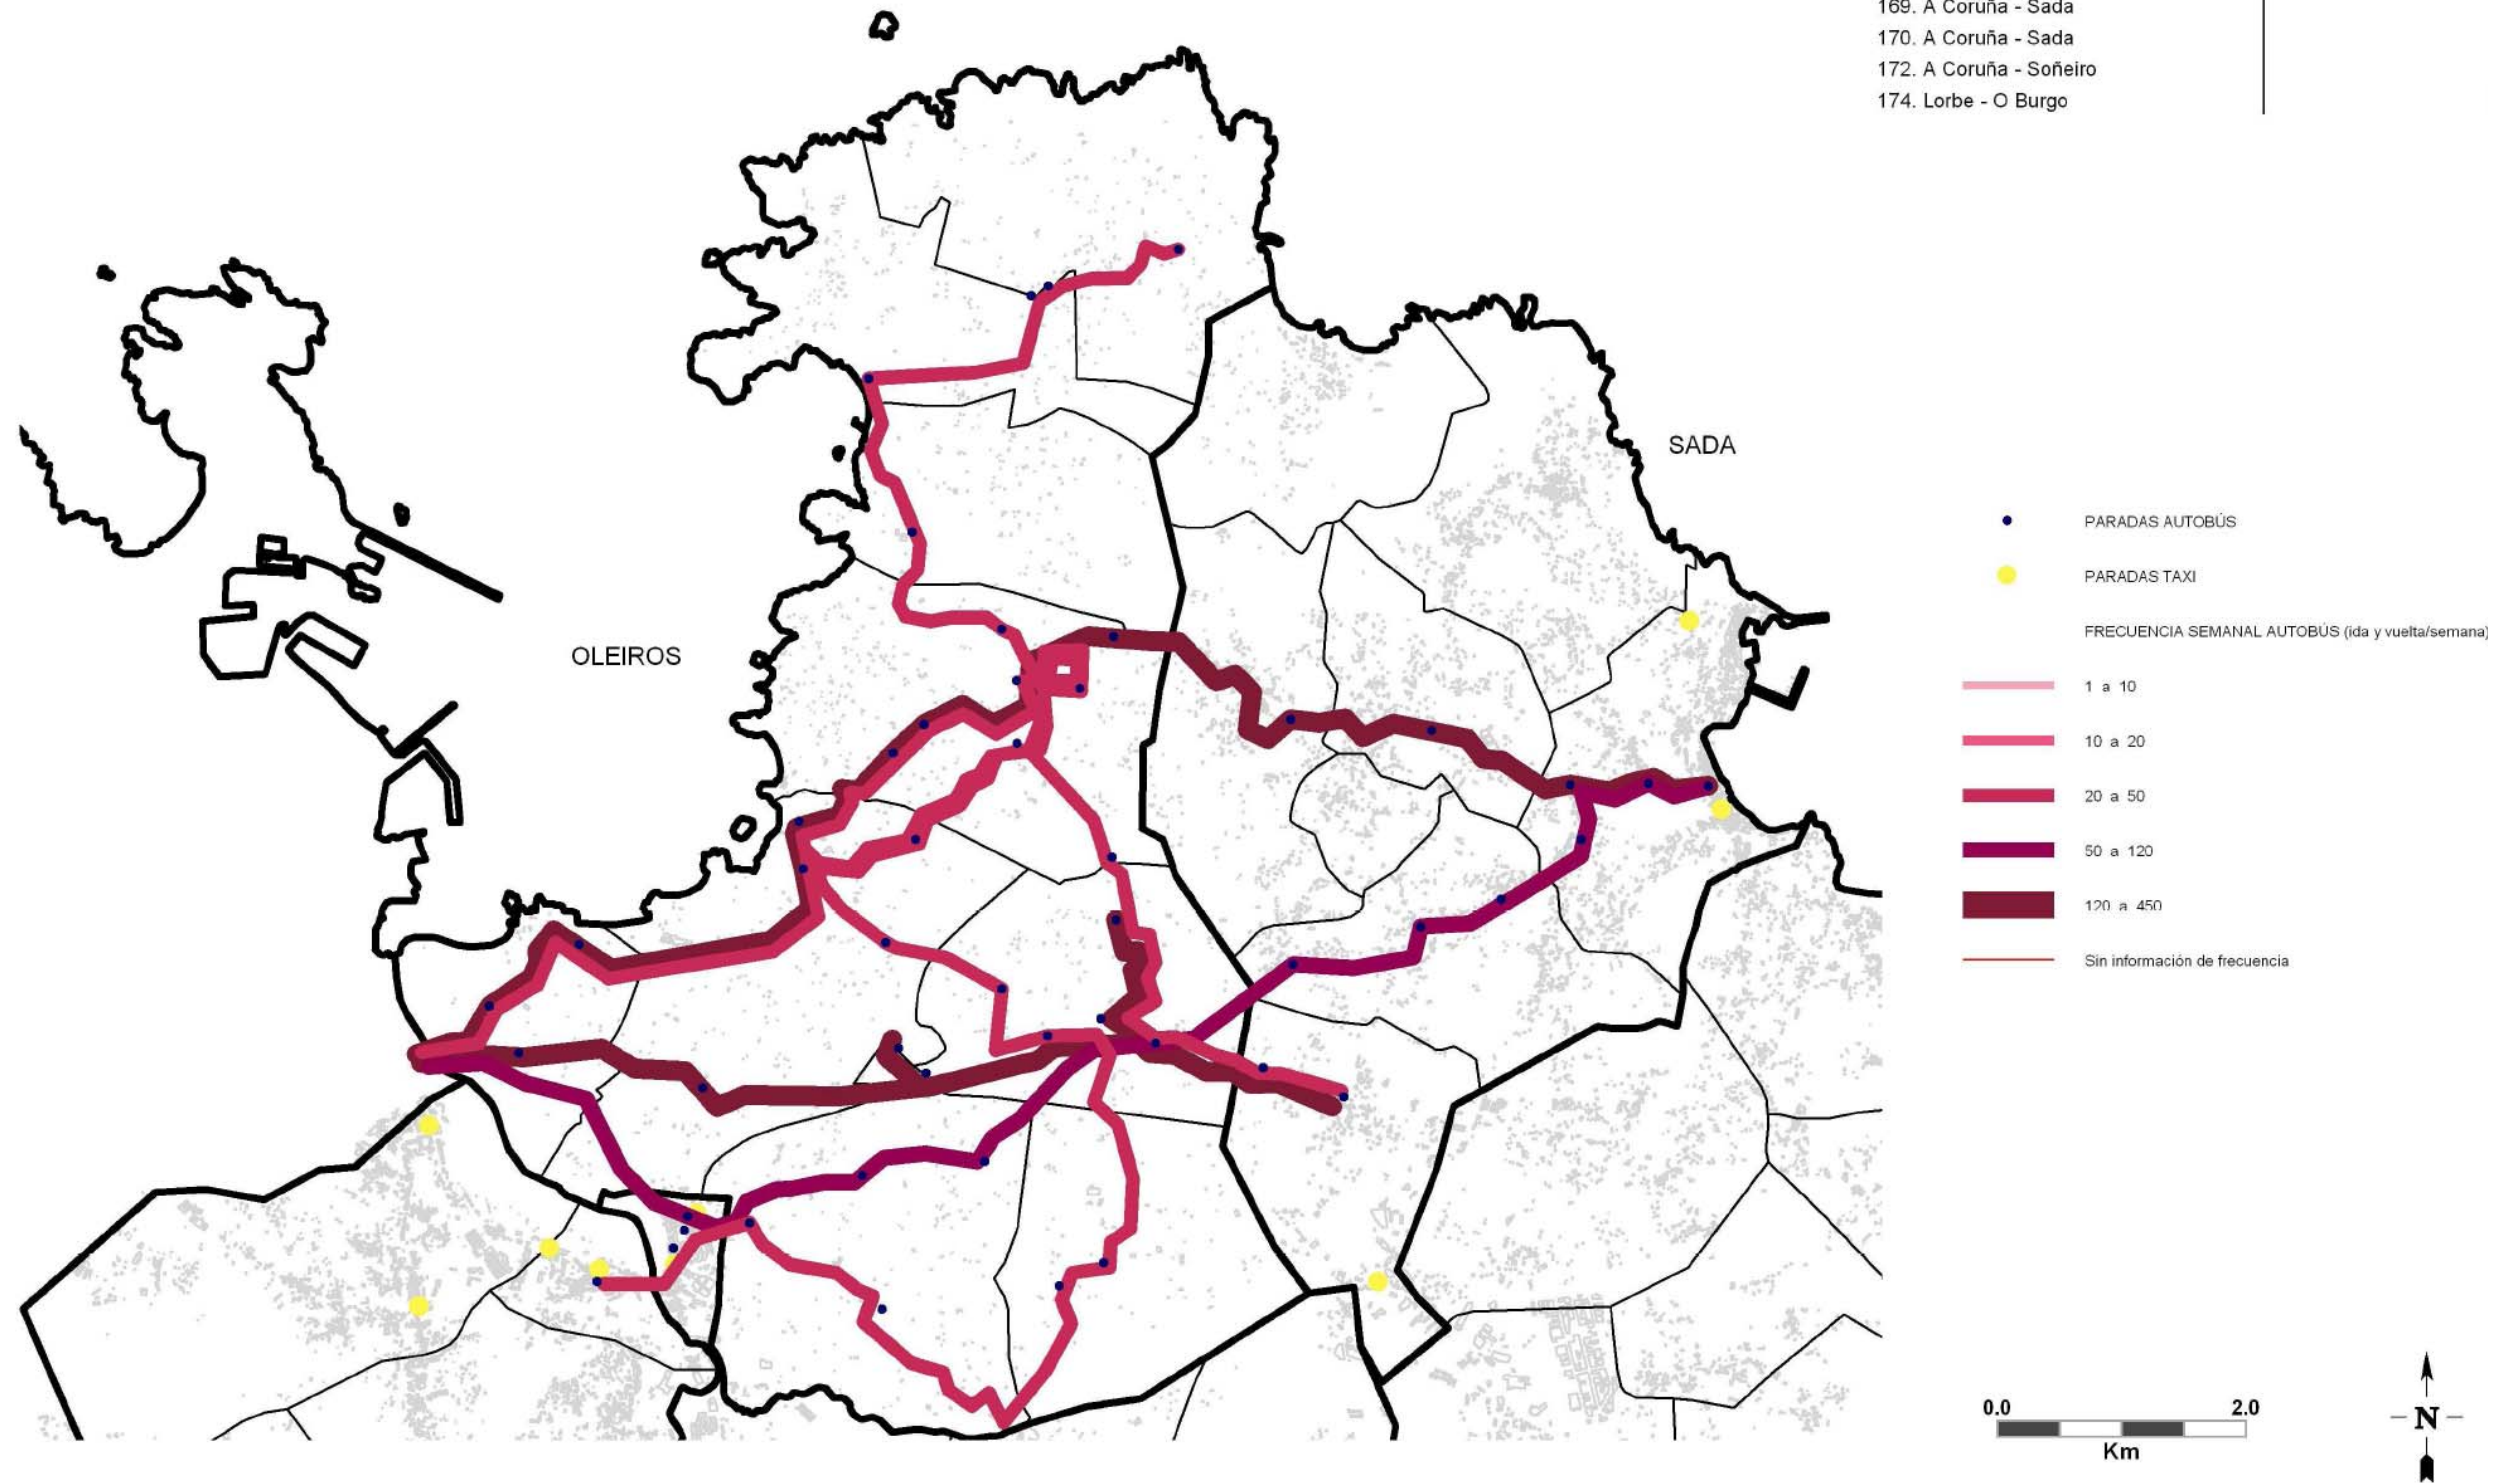 169. A Coruña - Sada
170. A Coruña - Sada
172. A Coruña - Soñeiro
174. Lorbe - O Burgo
SADA
OLEIROS
PARADAS AUTOBÚS
PARADAS TAXI
FRECUENCIA SEMANAL AUTOBÚS (ida y vuelta/semana)
1 a 10
10 a 20
20 a 50
50 a 120
120 a 450
Sin información de frecuencia
0.0 2.0
Km
N